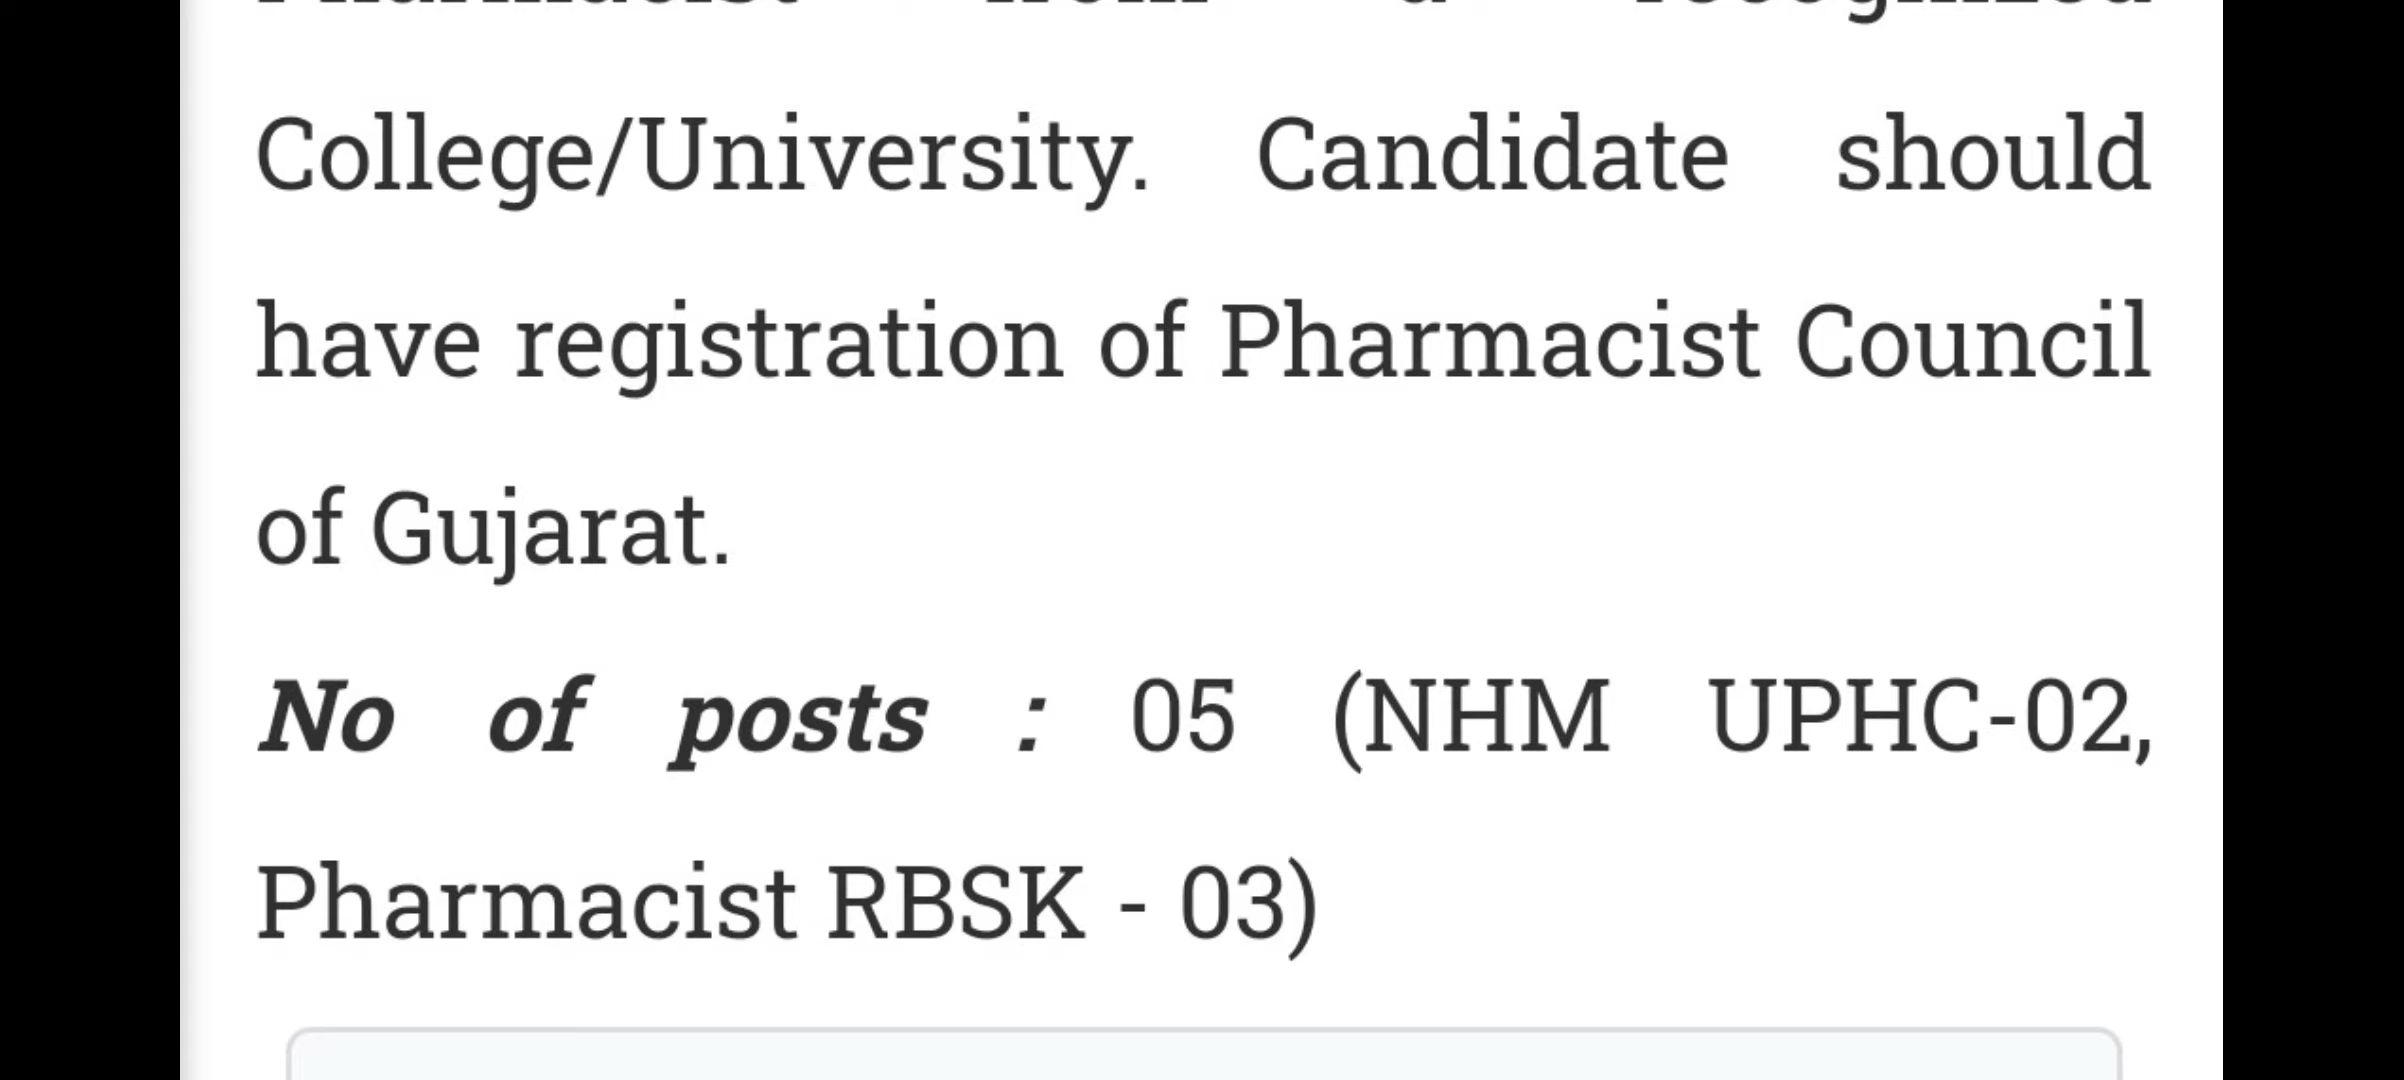 College/University. Candidate should
have registration of Pharmacist Council
of Gujarat.
No of posts : 05 (NHM UPHC-02,
Pharmacist RBSK - 03)